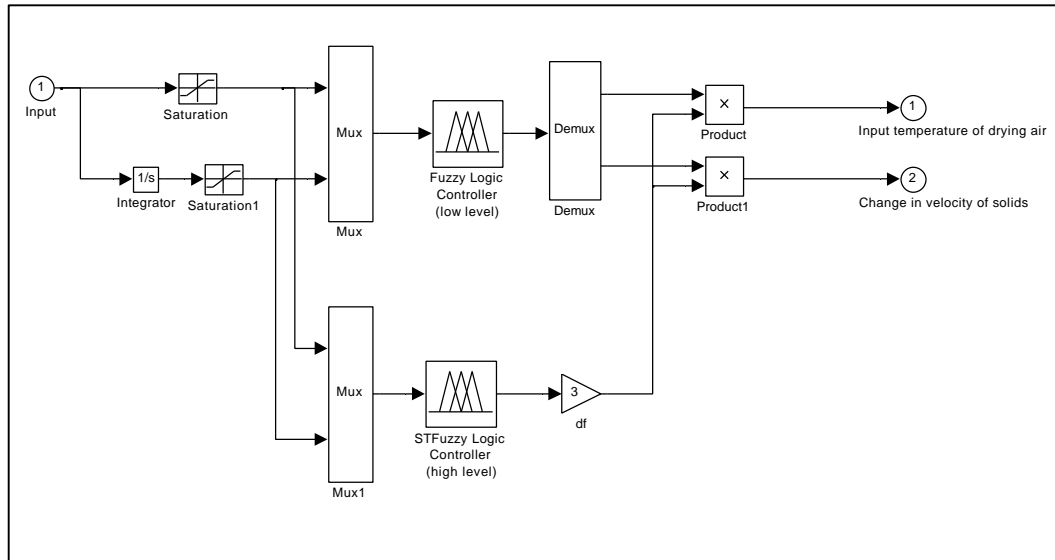 1
Input
Saturation
1/s
Integrator
Saturation1
Mux
Mux
Fuzzy Logic
Controller
(low level)
Demux
Demux
×
Product
×
Product1
1
Input temperature of drying air
2
Change in velocity of solids
Mux
Mux1
STFuzzy Logic
Controller
(high level)
3
df